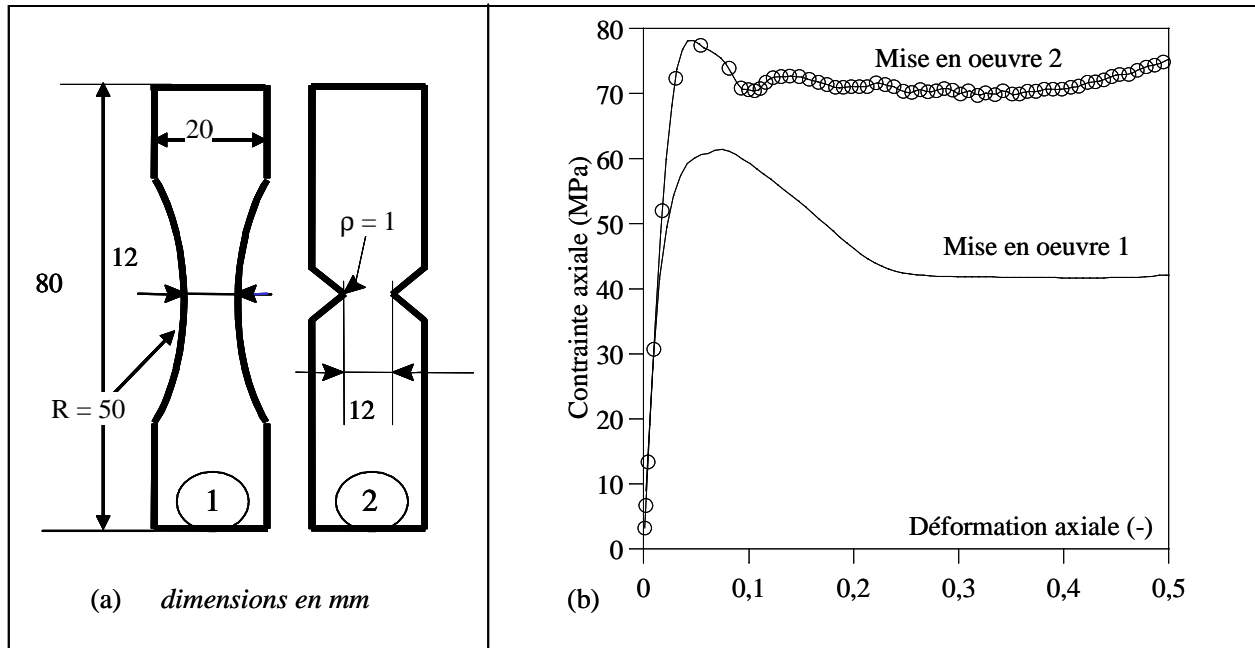 20
12
80
ρ = 1
R = 50
12
1
2
(a) dimensions en mm
80
70
60
50
40
30
20
10
0
Contrainte axiale (MPa)
Mise en oeuvre 2
Mise en oeuvre 1
Déformation axiale (-)
(b)
0 0,1 0,2 0,3 0,4 0,5